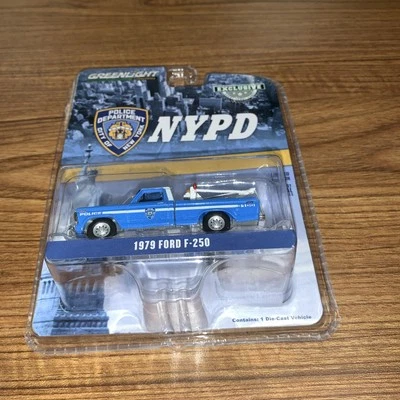 GREENLIGHT
EXCLUSIVE
POLICE
DEPARTMENT
CITY OF NEW YORK
NYPD
POLICE
1979 FORD F-250
Contains: 1 Die-Cast Vehicle